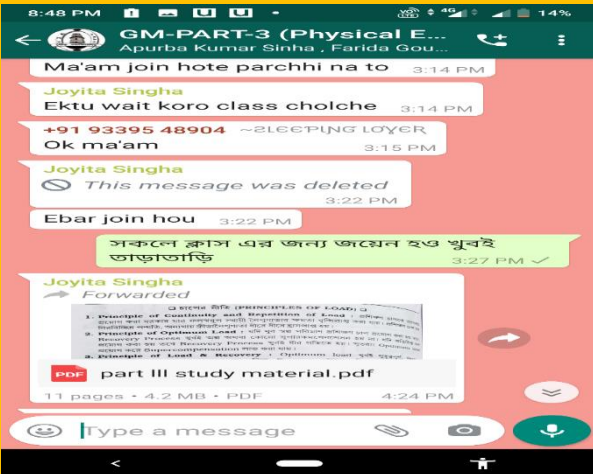 8:48 PM
4G
14%
GM-PART-3 (Physical E...
Apurba Kumar Sinha , Farida Gou...
Ma'am join hote parchhi na to 3:14 PM
Joyita Singha
Ektu wait koro class cholche 3:14 PM
+91 93395 48904
Ok ma'am 3:15 PM
Joyita Singha
This message was deleted
3:22 PM
Ebar join hou 3:22 PM
সকলে ক্লাস এর জন্য জয়েন হও খুবই
তাড়াতাড়ি 3:27 PM
Joyita Singha
Forwarded
(PRINCIPLES OF LOAD)
1. Principle of Continuity and Repetition of Load :
2. Principle of Optimum Load :
Recovery Process
3. Principle of Load & Recovery : Optimum load
PDF part III study material.pdf
11 pages • 4.2 MB • PDF 4:24 PM
Type a message